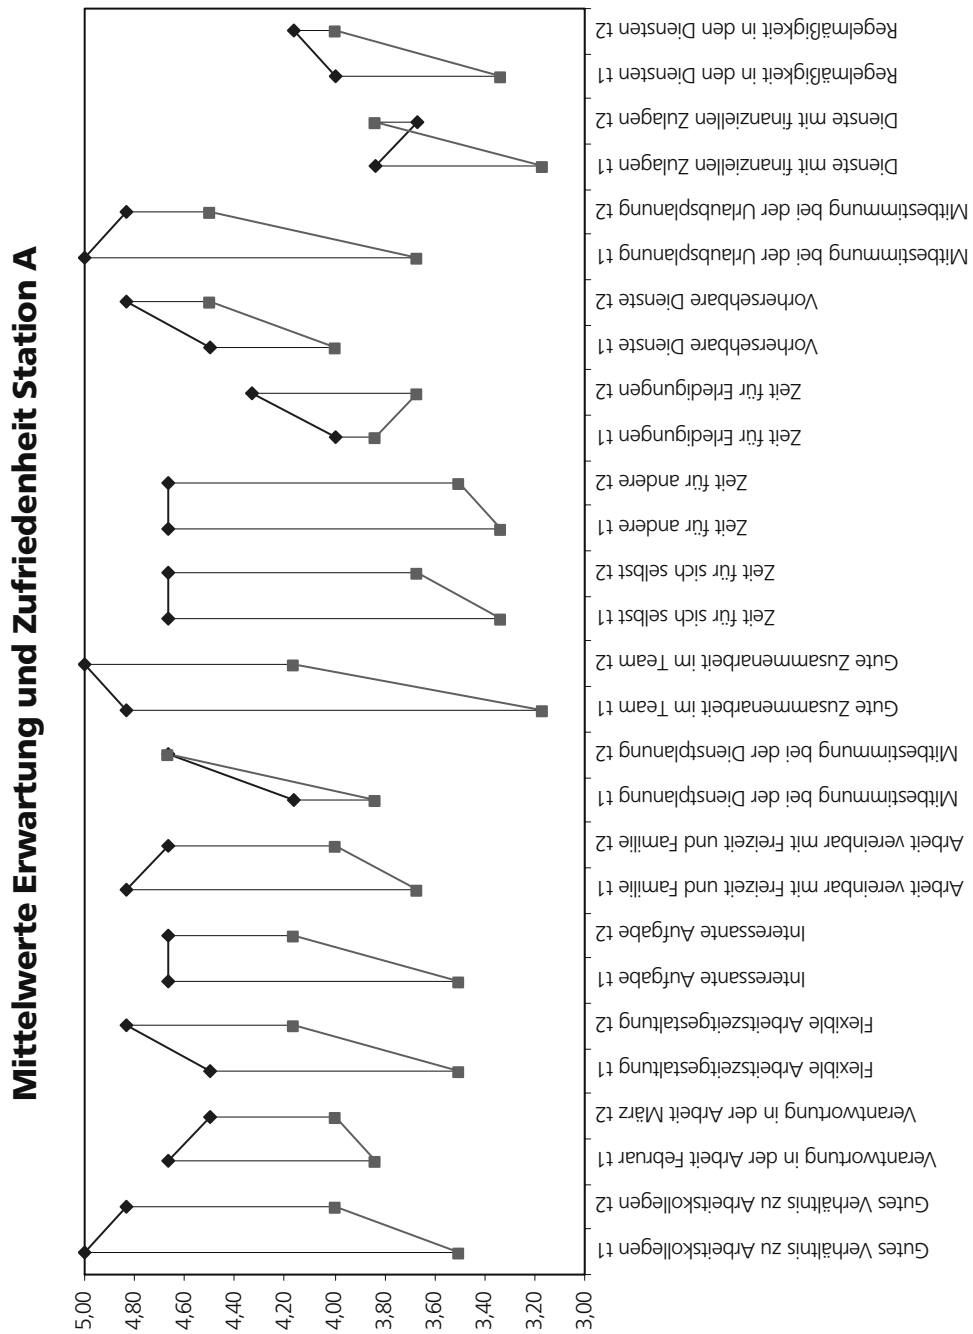 Mittelwerte Erwartung und Zufriedenheit Station A
5,00
4,80
4,60
4,40
4,20
4,00
3,80
3,60
3,40
3,20
3,00
Gutes Verhältnis zu Arbeitskollegen t1
Gutes Verhältnis zu Arbeitskollegen t2
Verantwortung in der Arbeit Februar t1
Verantwortung in der Arbeit März t2
Flexible Arbeitszeitgestaltung t1
Flexible Arbeitszeitgestaltung t2
Interessante Aufgabe t1
Interessante Aufgabe t2
Arbeit vereinbar mit Freizeit und Familie t1
Arbeit vereinbar mit Freizeit und Familie t2
Mitbestimmung bei der Dienstplanung t1
Mitbestimmung bei der Dienstplanung t2
Gute Zusammenarbeit im Team t1
Gute Zusammenarbeit im Team t2
Zeit für sich selbst t1
Zeit für sich selbst t2
Zeit für andere t1
Zeit für andere t2
Zeit für Erledigungen t1
Zeit für Erledigungen t2
Vorhersehbare Dienste t1
Vorhersehbare Dienste t2
Mitbestimmung bei der Urlaubsplanung t1
Mitbestimmung bei der Urlaubsplanung t2
Dienste mit finanziellen Zulagen t1
Dienste mit finanziellen Zulagen t2
Regelmäßigkeit in den Diensten t1
Regelmäßigkeit in den Diensten t2